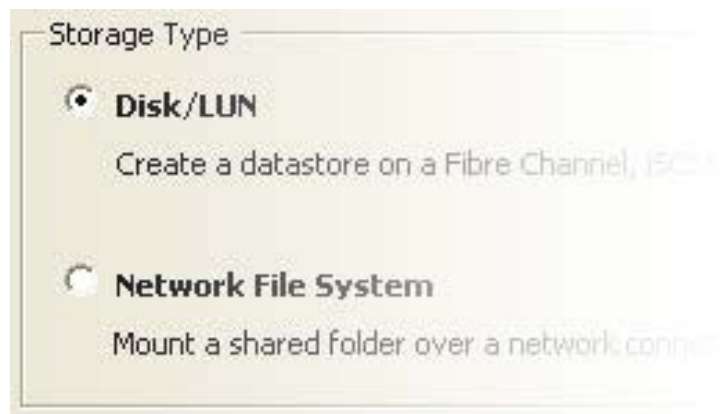 Storage Type
Disk/LUN
Create a datastore on a Fibre Channel,
Network File System
Mount a shared folder over a network